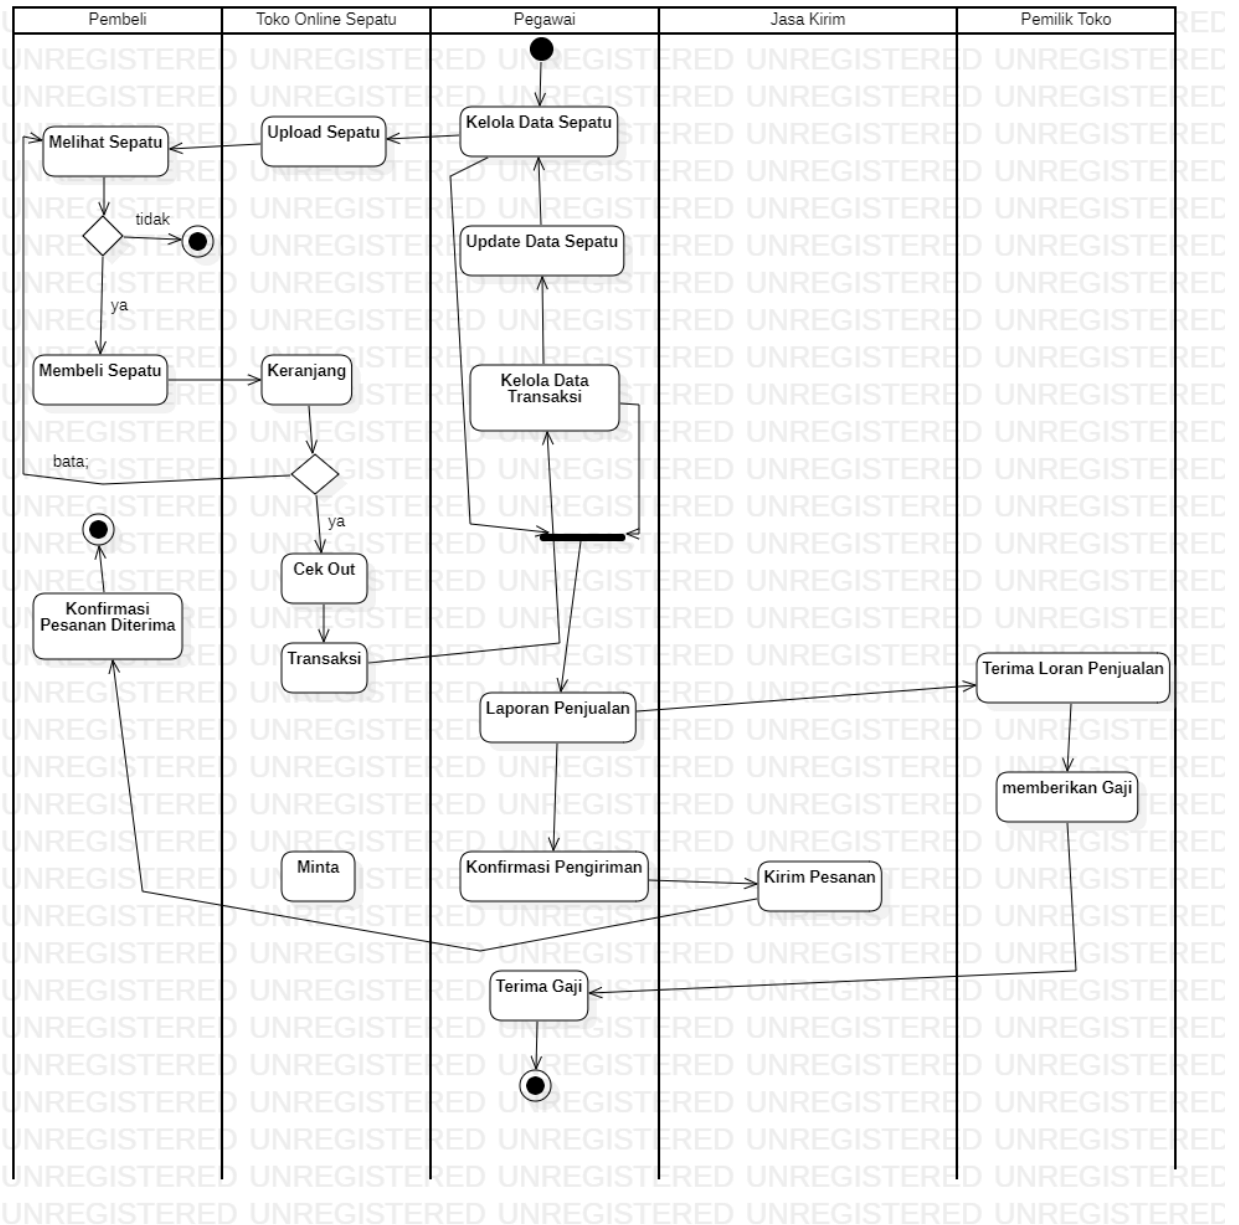 Pembeli
Toko Online Sepatu
Pegawai
Jasa Kirim
Pemilik Toko
Kelola Data Sepatu
Upload Sepatu
Melihat Sepatu
tidak
Update Data Sepatu
ya
Membeli Sepatu
Keranjang
Kelola Data
Transaksi
bata;
ya
Cek Out
Konfirmasi
Pesanan Diterima
Transaksi
Terima Loran Penjualan
Laporan Penjualan
memberikan Gaji
Minta
Konfirmasi Pengiriman
Kirim Pesanan
Terima Gaji
UNREGISTERED